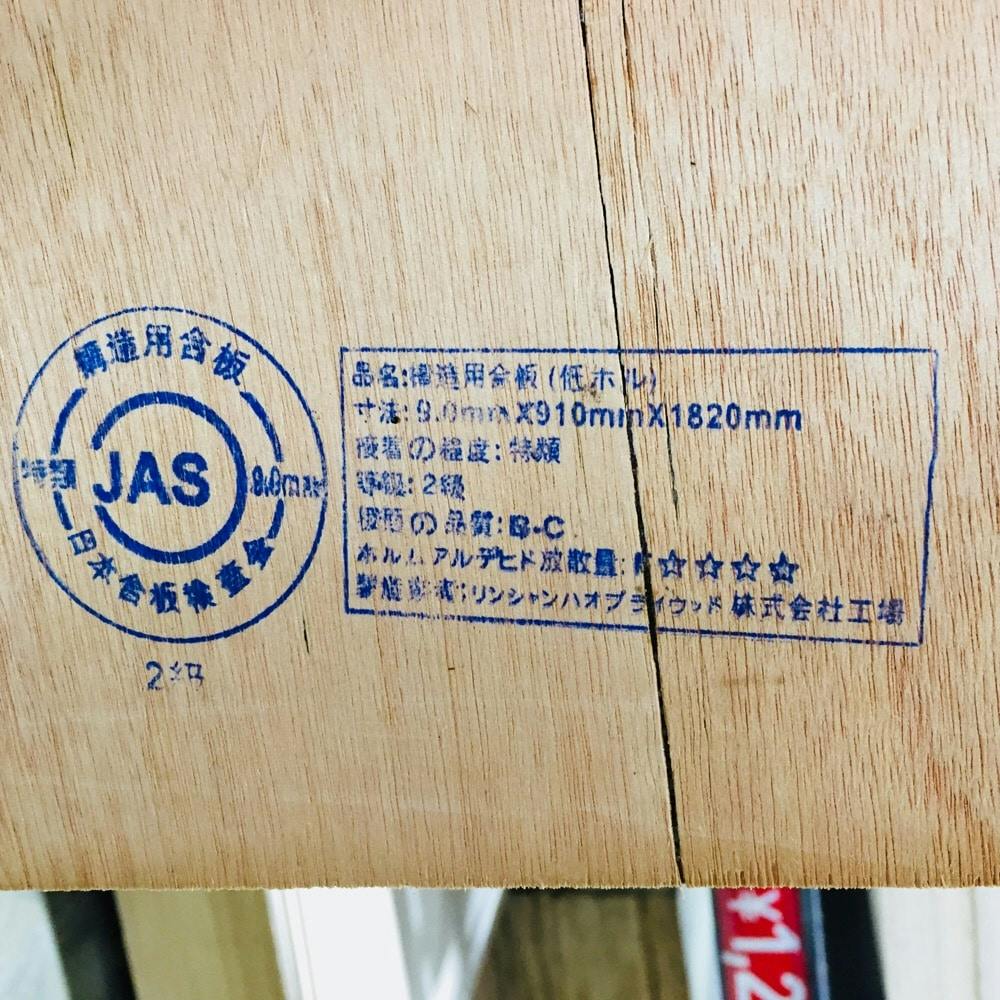 構造用合板
特類
JAS
9.0mm
日本合板検査会
2級
品名:構造用合板(低ホル)
寸法:9.0mmX910mmX1820mm
接着の程度:特類
等級:2級
板面の品質:B-C
ホルムアルデヒド放散量:F☆☆☆☆
リンシャンハオプライウッド株式会社工場
¥1,2